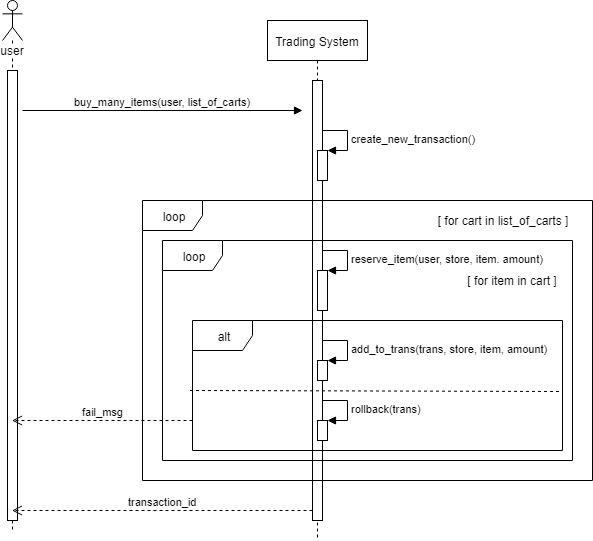 user
Trading System
buy_many_items(user, list_of_carts)
create_new_transaction()
loop
[ for cart in list_of_carts ]
loop
reserve_item(user, store, item. amount)
[ for item in cart ]
alt
add_to_trans(trans, store, item, amount)
rollback(trans)
fail_msg
transaction_id